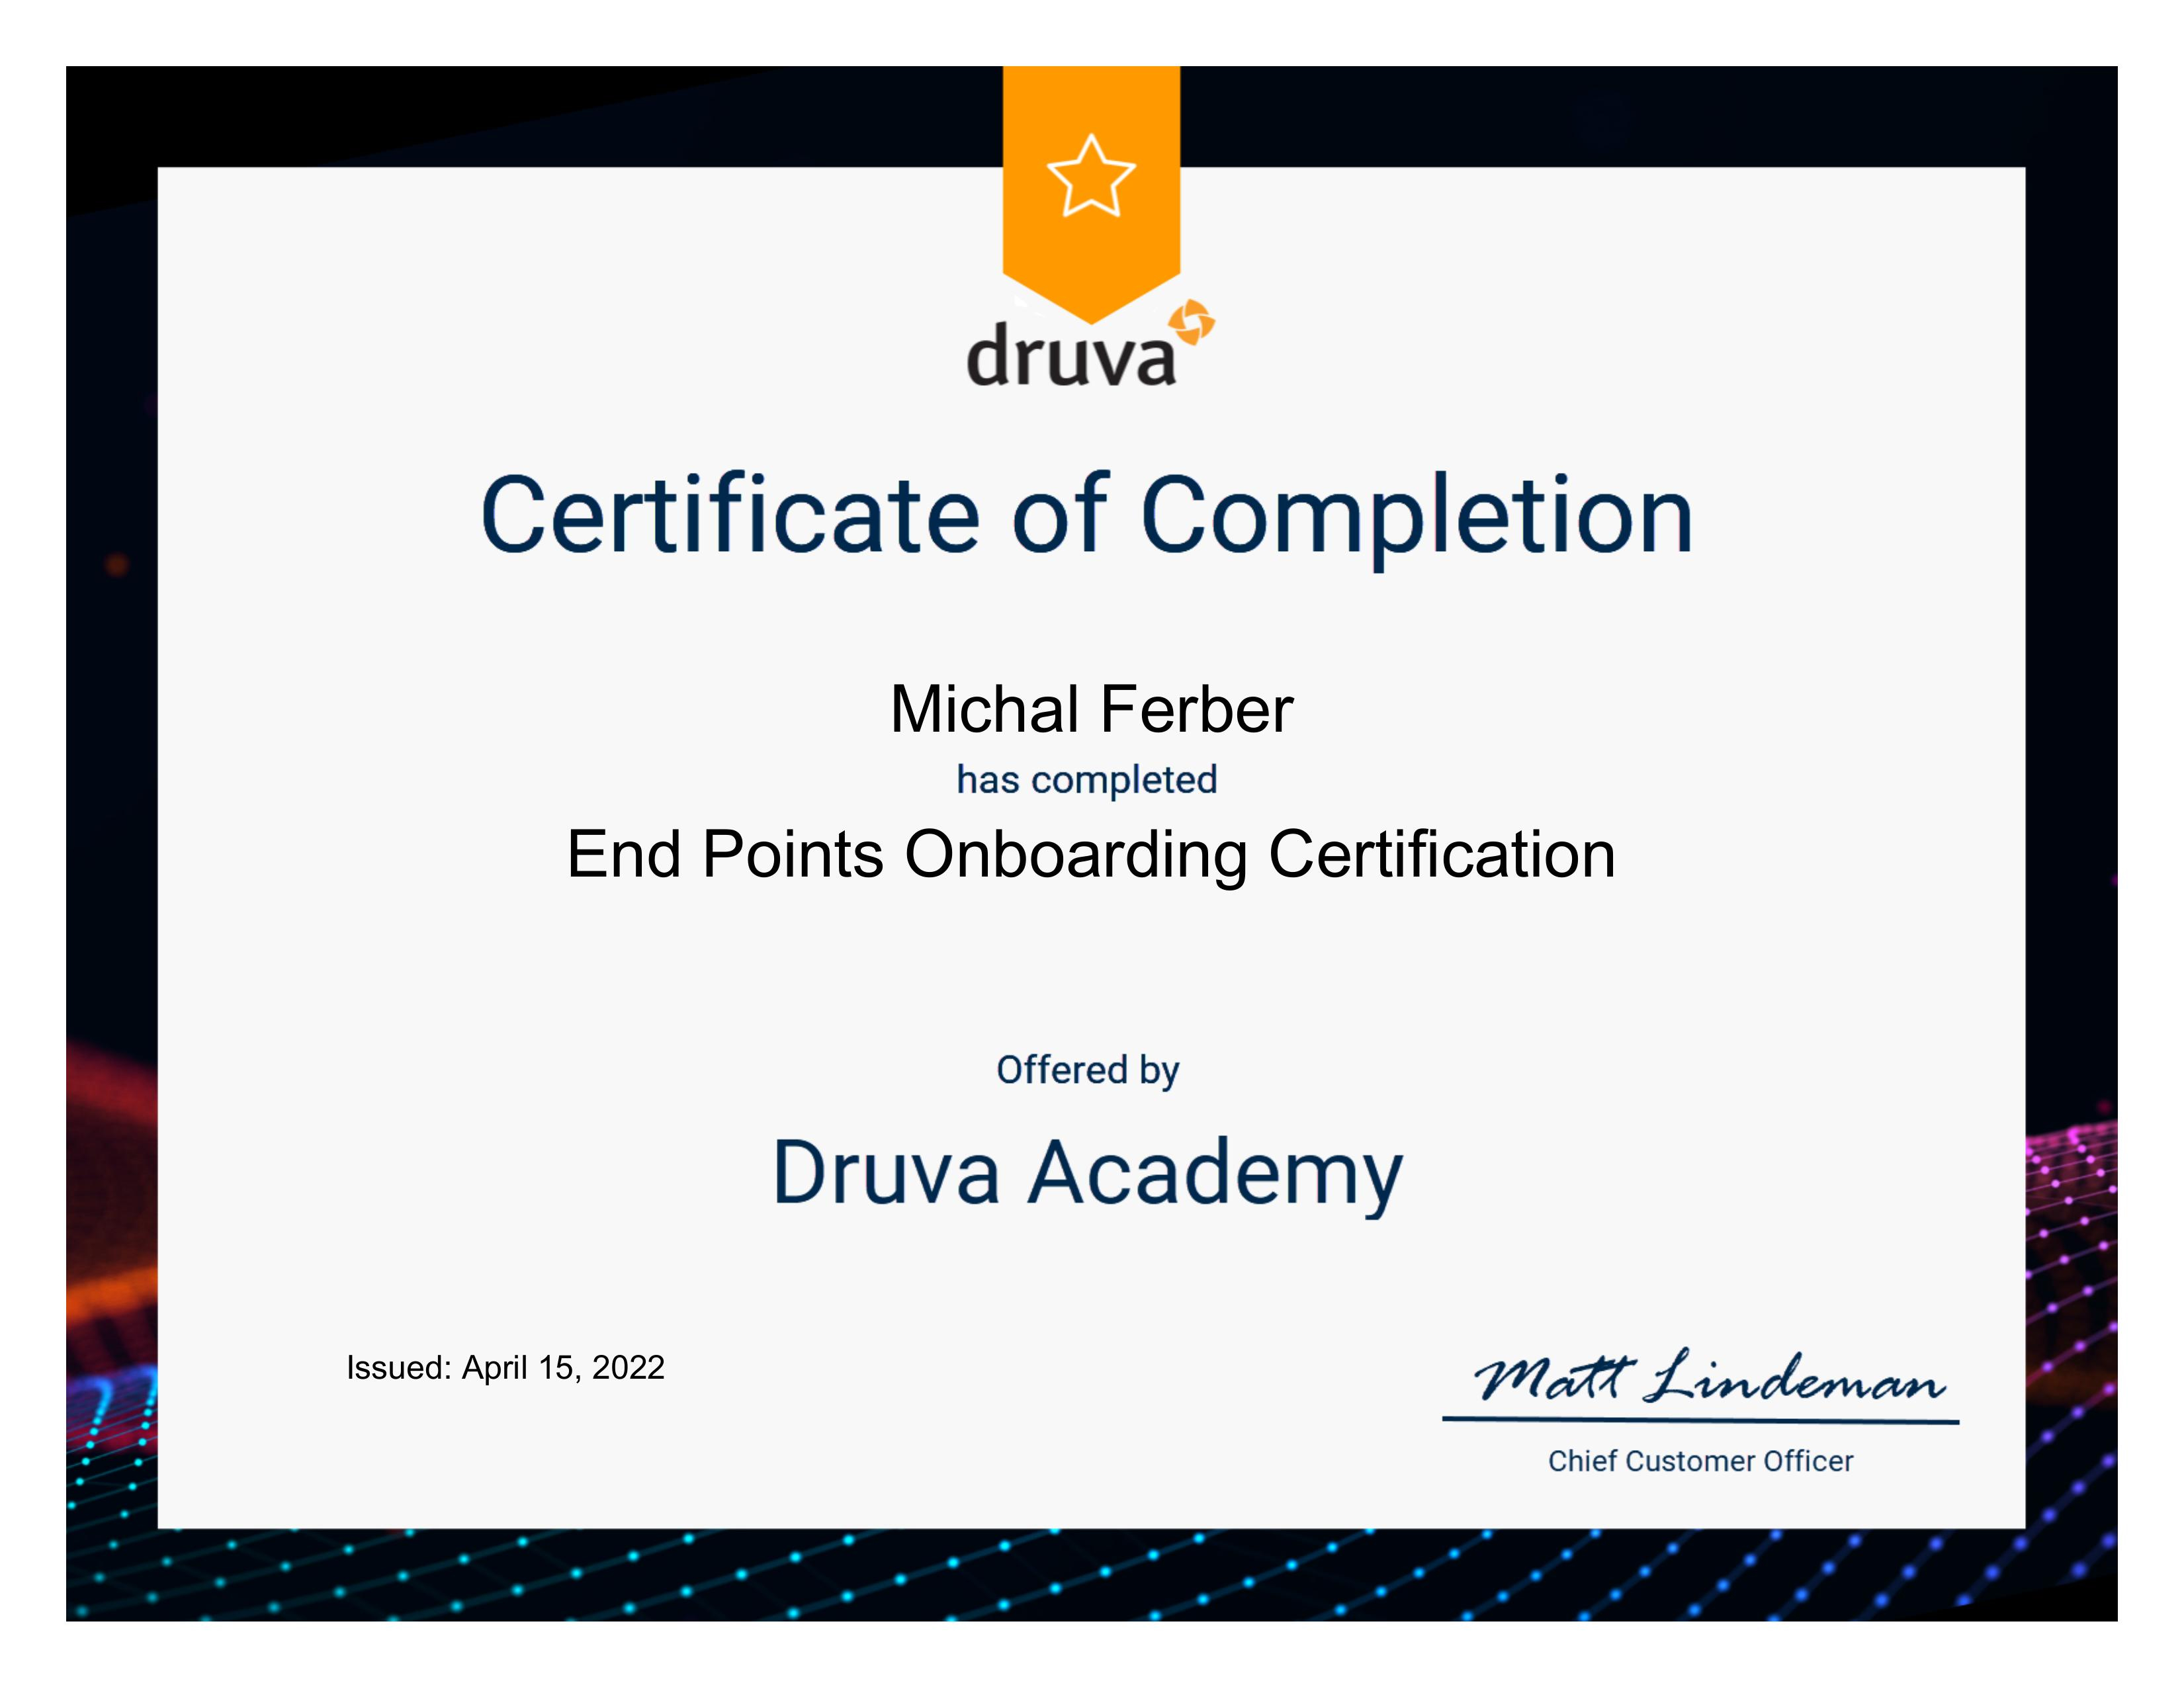 druva
Certificate of Completion
Michal Ferber
has completed
End Points Onboarding Certification
Offered by
Druva Academy
Issued: April 15, 2022
Matt Lindeman
Chief Customer Officer